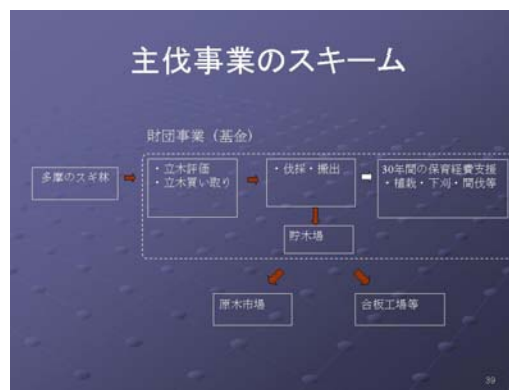 主伐事業のスキーム
財団事業（基金）
多摩のスギ林
・立木評価
・立木買い取り
・伐採・搬出
30年間の保育経費支援
・植栽・下刈・間伐等
貯木場
原木市場
合板工場等
39